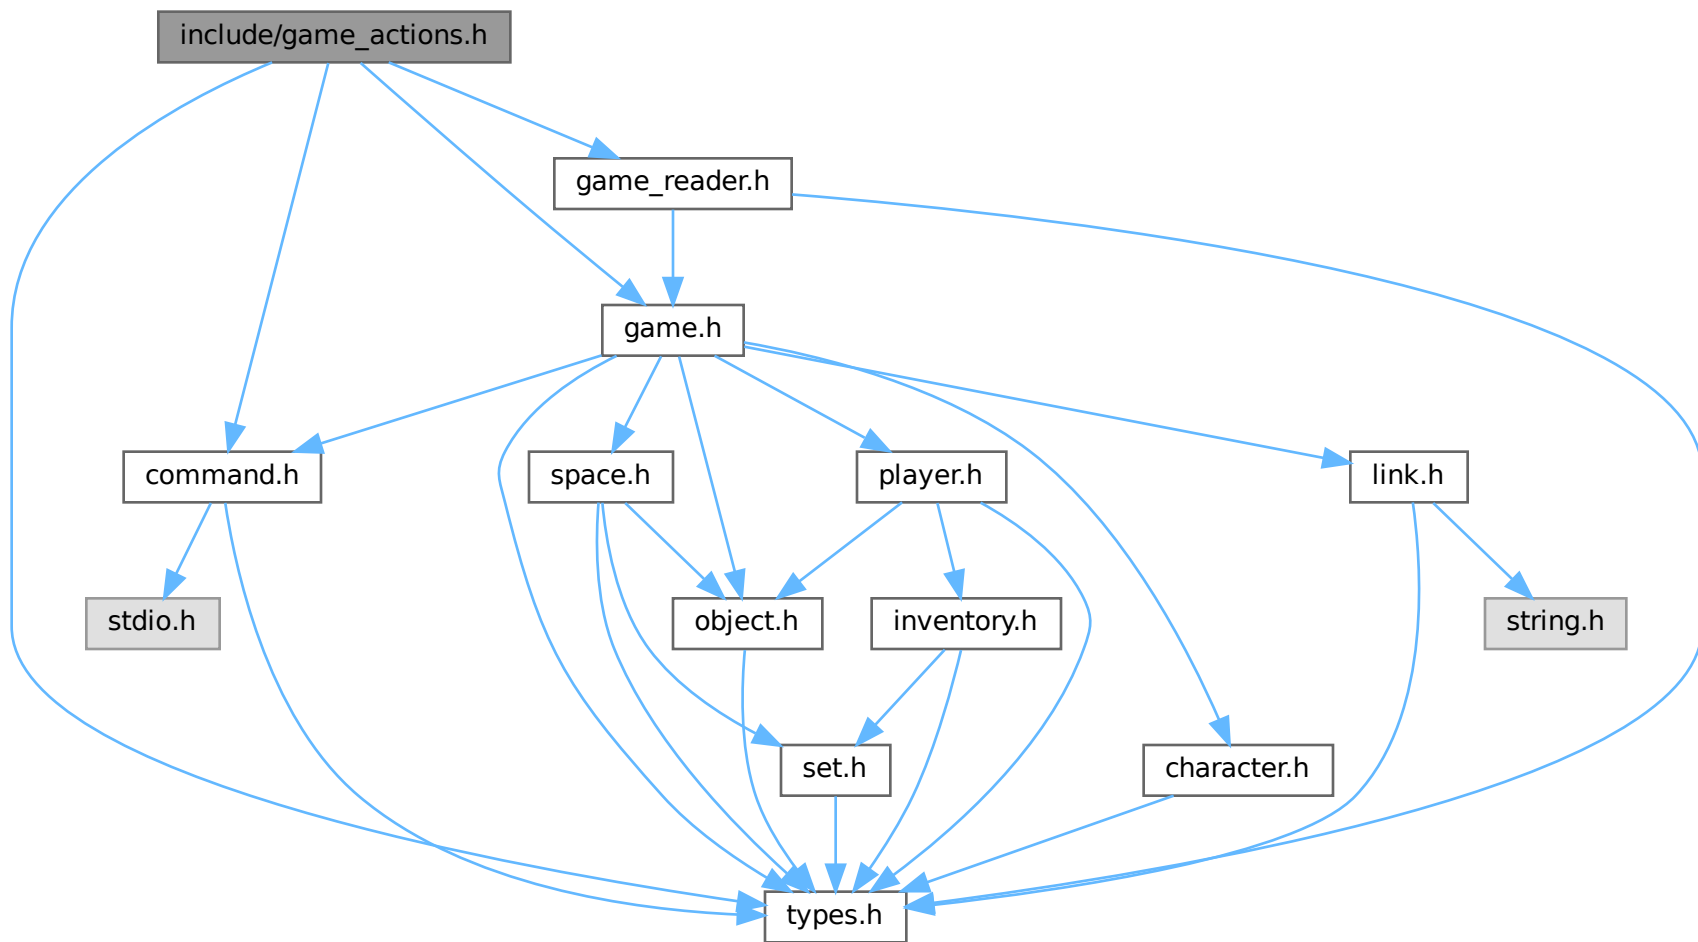 include/game_actions.h
game_reader.h
game.h
command.h
space.h
player.h
link.h
stdio.h
object.h
inventory.h
string.h
set.h
character.h
types.h